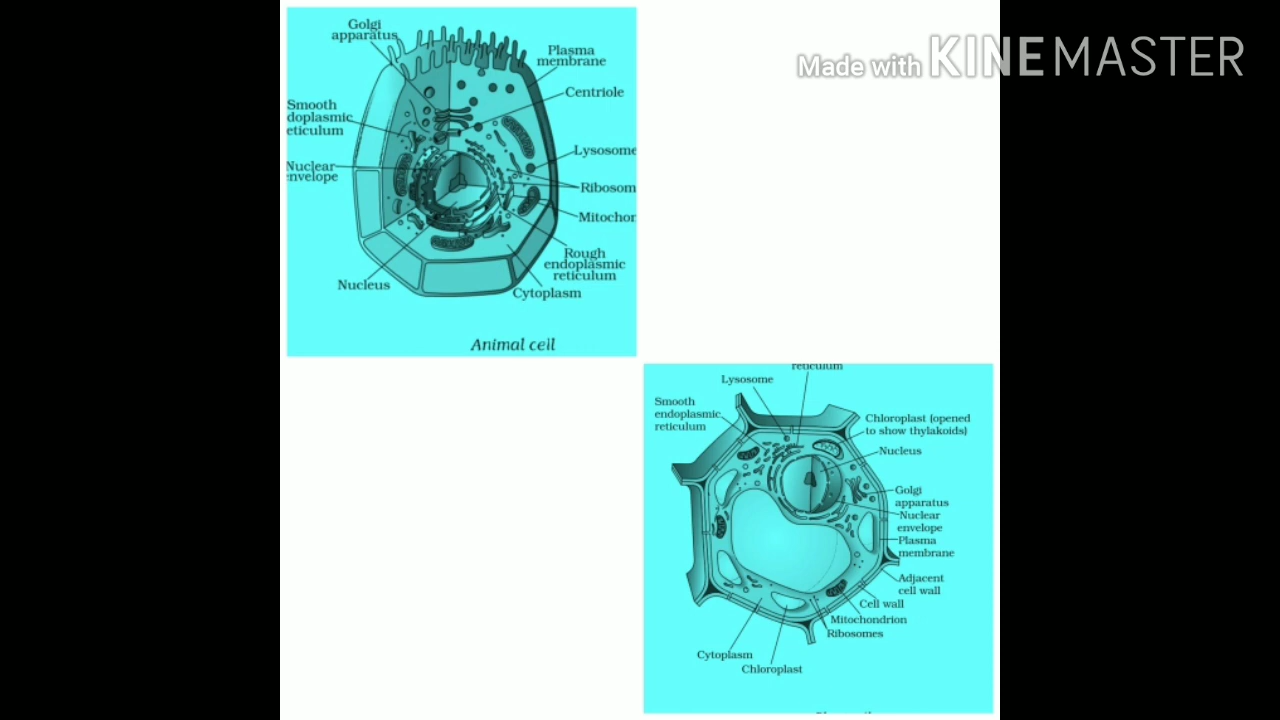 Made with KINEMASTER
Golgi
apparatus
Plasma
membrane
Centriole
Smooth
doplasmic
eticulum
Lysosome
Nuclear
envelope
Ribosom
Mitochor
Rough
endoplasmic
reticulum
Nucleus
Cytoplasm
Animal cell
reticulum
Lysosome
Smooth
endoplasmic
reticulum
Chloroplast (opened
to show thylakoids)
Nucleus
Golgi
apparatus
Nuclear
envelope
Plasma
membrane
Adjacent
cell wall
Cell wall
Mitochondrion
Ribosomes
Cytoplasm
Chloroplast